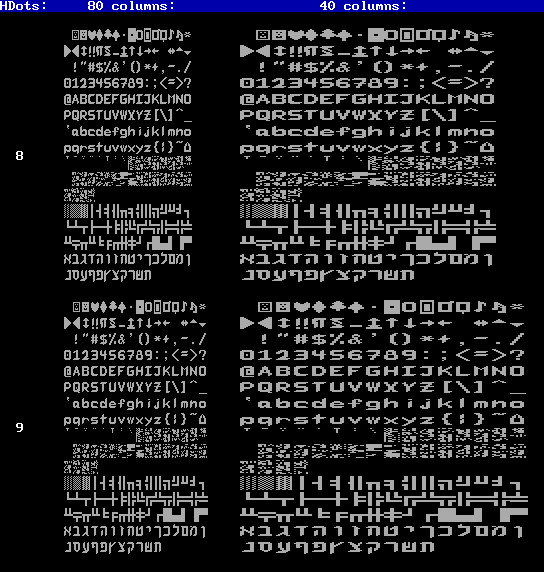 HDots: 80 columns: 40 columns:
!"#$%&'()*+,-./ !"#$%&'()*+,-./
0123456789:;<=>? 0123456789:;<=>?
@ABCDEFGHIJKLMNO @ABCDEFGHIJKLMNO
PQRSTUVWXYZ[\]^_ PQRSTUVWXYZ[\]^_
`abcdefghijklmno `abcdefghijklmno
pqrstuvwxyz{¦}~⌂ pqrstuvwxyz{¦}~⌂
8
אבגדהוזחטיךכלםמן אבגדהוזחטיךכלםמן
נסעףפץצקרשת נסעףפץצקרשת
!"#$%&'()*+,-./ !"#$%&'()*+,-./
0123456789:;<=>? 0123456789:;<=>?
@ABCDEFGHIJKLMNO @ABCDEFGHIJKLMNO
PQRSTUVWXYZ[\]^_ PQRSTUVWXYZ[\]^_
`abcdefghijklmno `abcdefghijklmno
pqrstuvwxyz{¦}~⌂ pqrstuvwxyz{¦}~⌂
9
אבגדהוזחטיךכלםמן אבגדהוזחטיךכלםמן
נסעףפץצקרשת נסעףפץצקרשת